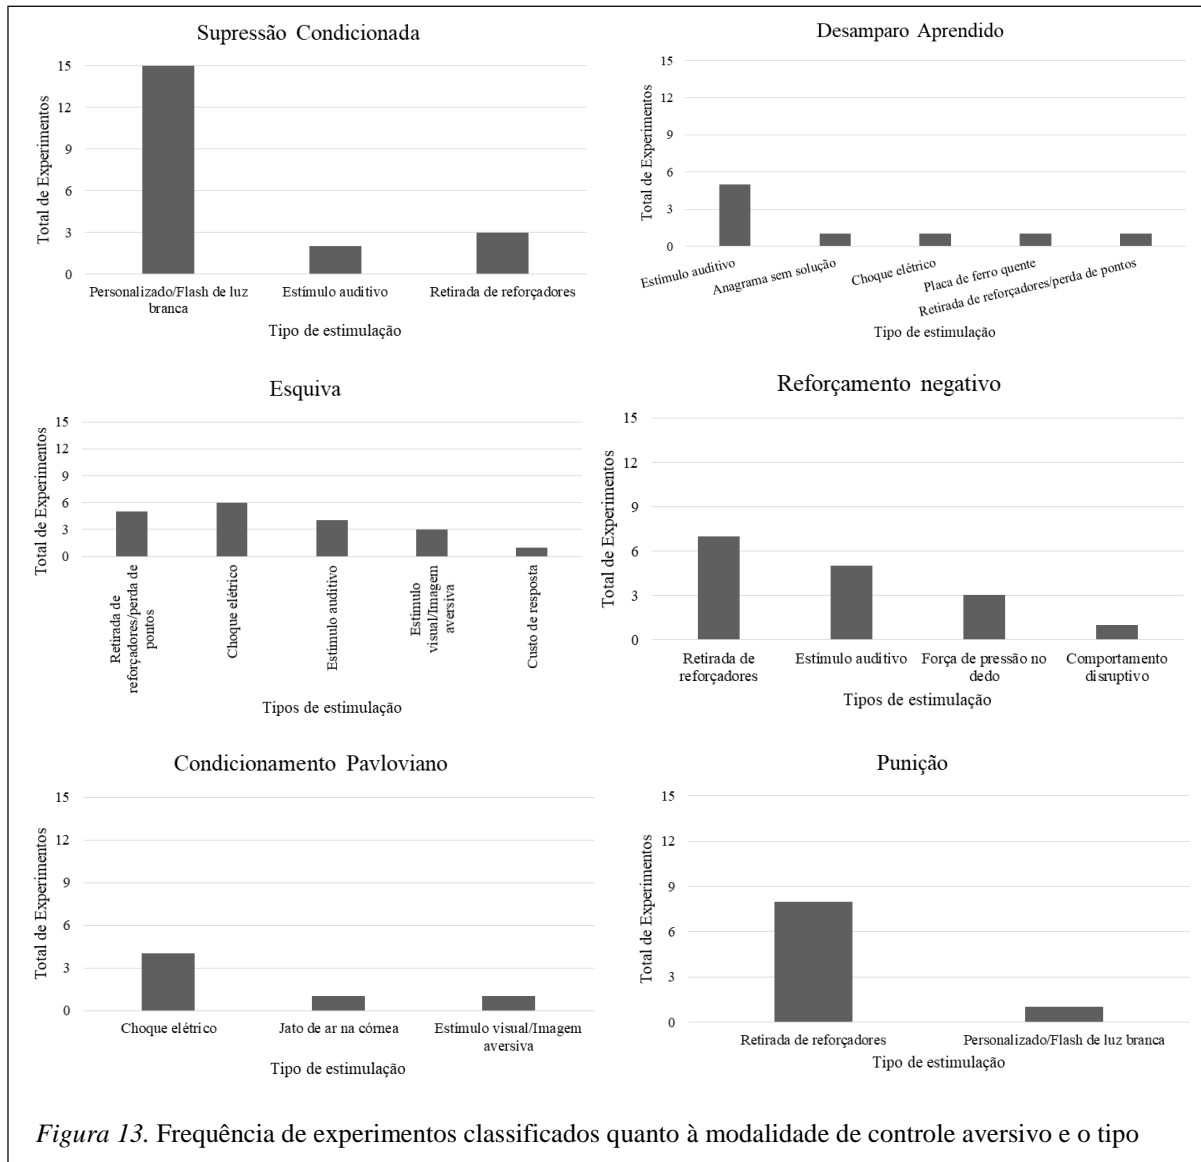 Supressão Condicionada
Total de Experimentos
15
12
9
6
3
0
Personalizado/Flash de luz
branca
Estímulo auditivo
Retirada de reforçadores
Tipo de estimulação
Desamparo Aprendido
Total de Experimentos
15
12
9
6
3
0
Estímulo auditivo
Anagrama sem solução
Choque elétrico
Placa de ferro quente
Retirada de reforçadores/perda de pontos
Tipo de estimulação
Esquiva
Total de Experimentos
15
12
9
6
3
0
Retirada de
reforçadores/perda de
pontos
Choque elétrico
Estímulo auditivo
Estímulo
visual/Imagem
aversiva
Custo de resposta
Tipos de estimulação
Reforçamento negativo
Total de Experimentos
15
12
9
6
3
0
Retirada de
reforçadores
Estímulo auditivo
Força de pressão no
dedo
Comportamento
disruptivo
Tipos de estimulação
Condicionamento Pavloviano
Total de Experimentos
15
12
9
6
3
0
Choque elétrico
Jato de ar na córnea
Estímulo visual/Imagem
aversiva
Tipo de estimulação
Punição
Total de Experimentos
15
12
9
6
3
0
Retirada de reforçadores
Personalizado/Flash de luz branca
Tipo de estimulação
Figura 13. Frequência de experimentos classificados quanto à modalidade de controle aversivo e o tipo